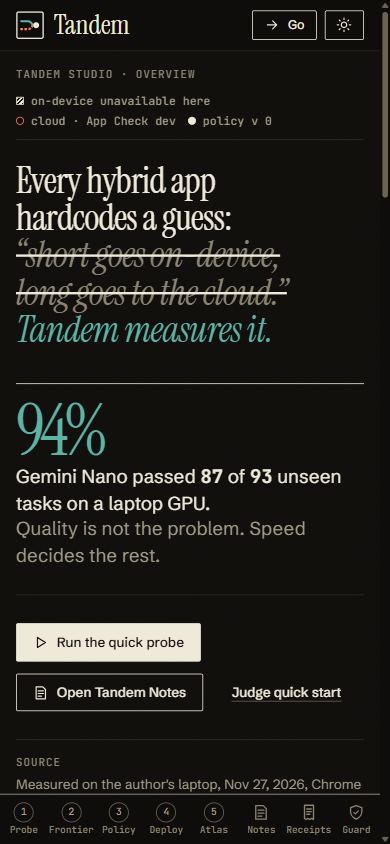 Tandem
Go
TANDEM STUDIO · OVERVIEW
on-device unavailable here
cloud · App Check dev policy v 0
Every hybrid app
hardcodes a guess:
“short goes on-device,
long goes to the cloud.”
Tandem measures it.
94%
Gemini Nano passed 87 of 93 unseen
tasks on a laptop GPU.
Quality is not the problem. Speed
decides the rest.
Run the quick probe
Open Tandem Notes Judge quick start
SOURCE
Measured on the author's laptop, Nov 27, 2026, Chrome
1 2 3 4 5
Probe Frontier Policy Deploy Atlas Notes Receipts Guard